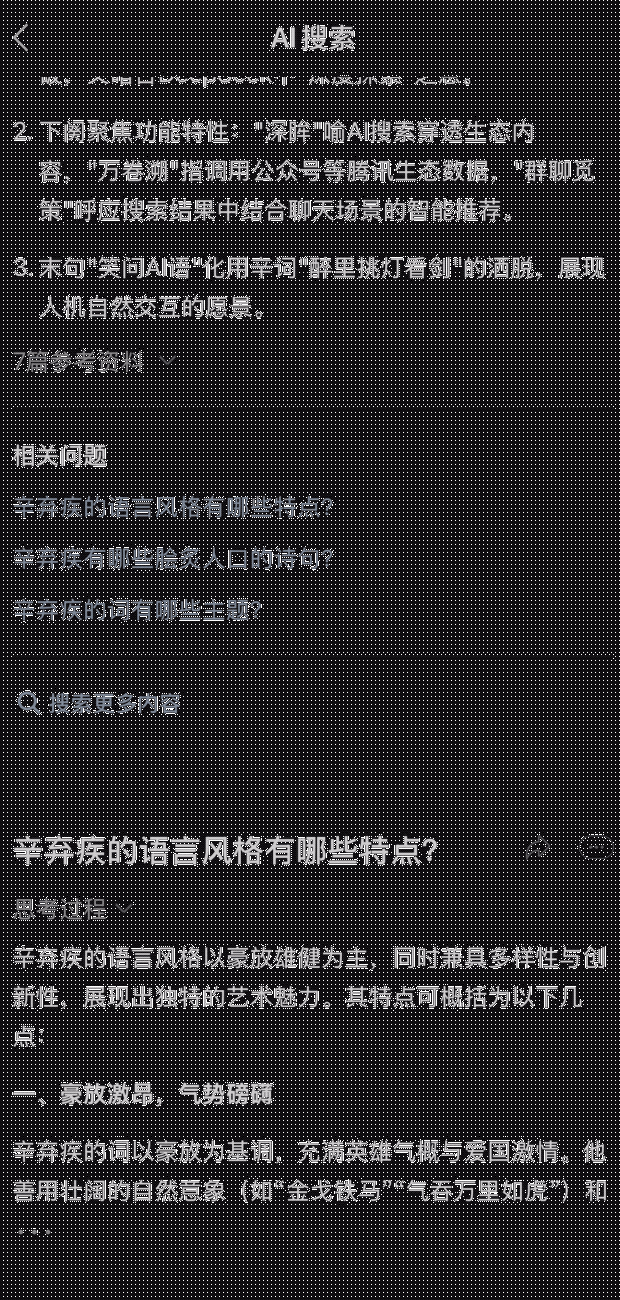 AI 搜索
2. 下阕聚焦功能特性："深眸"喻AI搜索穿透生态内
容，"万卷溯"指调用公众号等腾讯生态数据，"群聊觅
策"呼应搜索结果中结合聊天场景的智能推荐。
3. 末句"笑问AI谱"化用辛词"醉里挑灯看剑"的洒脱，展现
人机自然交互的愿景。
7篇参考资料
相关问题
辛弃疾的语言风格有哪些特点？
辛弃疾有哪些脍炙人口的诗句？
辛弃疾的词有哪些主题？
搜索更多内容
辛弃疾的语言风格有哪些特点？
思考过程
辛弃疾的语言风格以豪放雄健为主，同时兼具多样性与创
新性，展现出独特的艺术魅力。其特点可概括为以下几
点：
一、豪放激昂，气势磅礴
辛弃疾的词以豪放为基调，充满英雄气概与爱国激情。他
善用壮阔的自然意象（如“金戈铁马”“气吞万里如虎”）和